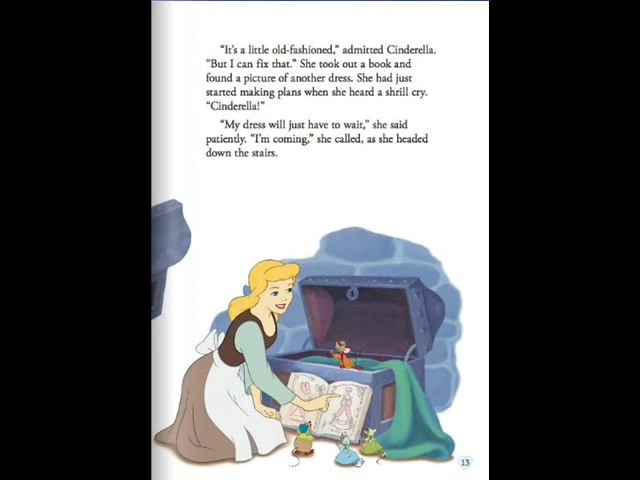 "It's a little old-fashioned," admitted Cinderella.
"But I can fix that." She took out a book and
found a picture of another dress. She had just
started making plans when she heard a shrill cry.
"Cinderella!"
"My dress will just have to wait," she said
patiently. "I'm coming," she called, as she headed
down the stairs.
13